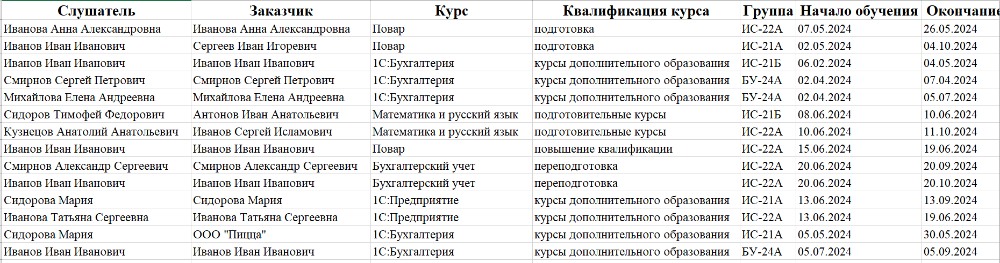 Слушатель Заказчик Курс Квалификация курса Группа Начало обучения Окончание
Иванова Анна Александровна Иванова Анна Александровна Повар подготовка ИС-22А 07.05.2024 26.05.2024
Иванов Иван Иванович Сергеев Иван Игоревич Повар подготовка ИС-21А 02.05.2024 04.10.2024
Иванов Иван Иванович Иванов Иван Иванович 1С:Бухгалтерия курсы дополнительного образования ИС-21Б 06.02.2024 04.05.2024
Смирнов Сергей Петрович Смирнов Сергей Петрович 1С:Бухгалтерия курсы дополнительного образования БУ-24А 02.04.2024 07.04.2024
Михайлова Елена Андреевна Михайлова Елена Андреевна 1С:Бухгалтерия курсы дополнительного образования БУ-24А 02.04.2024 05.07.2024
Сидоров Тимофей Федорович Антонов Иван Анатольевич Математика и русский язык подготовительные курсы ИС-21Б 08.06.2024 10.06.2024
Кузнецов Анатолий Анатольевич Иванов Сергей Исламович Математика и русский язык подготовительные курсы ИС-22А 10.06.2024 11.10.2024
Иванов Иван Иванович Иванов Иван Иванович Повар повышение квалификации ИС-22А 15.06.2024 19.06.2024
Смирнов Александр Сергеевич Смирнов Александр Сергеевич Бухгалтерский учет переподготовка ИС-22А 20.06.2024 20.09.2024
Иванов Иван Иванович Иванов Иван Иванович Бухгалтерский учет переподготовка ИС-22А 20.06.2024 20.10.2024
Сидорова Мария Сидорова Мария 1С:Предприятие курсы дополнительного образования ИС-21А 13.06.2024 13.09.2024
Иванова Татьяна Сергеевна Иванова Татьяна Сергеевна 1С:Предприятие курсы дополнительного образования ИС-22А 13.06.2024 19.06.2024
Сидорова Мария ООО "Пицца" 1С:Бухгалтерия курсы дополнительного образования ИС-21А 05.05.2024 30.05.2024
Иванов Иван Иванович Иванов Иван Иванович 1С:Бухгалтерия курсы дополнительного образования БУ-24А 05.07.2024 05.09.2024